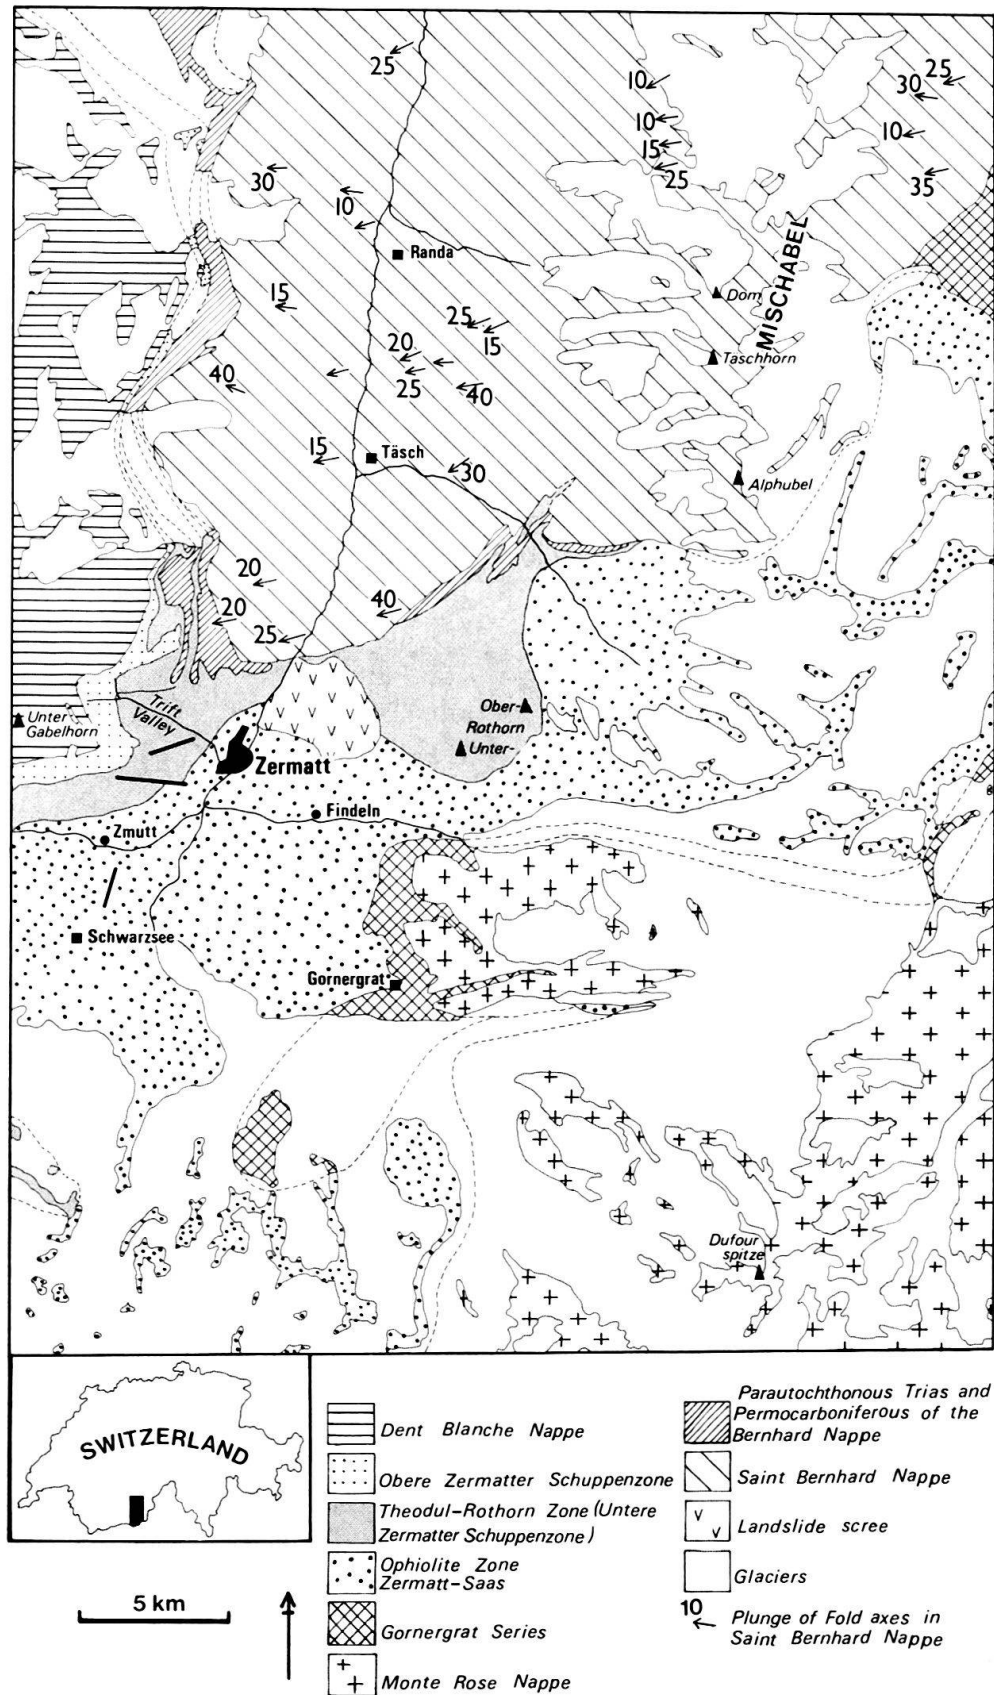 25
10
30
25
10
10
15
25
35
30
10
Randa
MISCHABEL
Dom
15
25
15
20
Taschhorn
40
25
40
15
Täsch
30
Alphubel
20
20
40
25
Trift
Valley
Unter
Gabelhorn
Ober-
Rothorn
Unter-
Zermatt
Findeln
Zmutt
Schwarzsee
Gornergrat
Dufour
spitze
SWITZERLAND
5 km
Dent Blanche Nappe
Obere Zermatter Schuppenzone
Theodul-Rothorn Zone (Untere
Zermatter Schuppenzone)
Ophiolite Zone
Zermatt-Saas
Gornergrat Series
Monte Rose Nappe
Parautochthonous Trias and
Permocarboniferous of the
Bernhard Nappe
Saint Bernhard Nappe
Landslide scree
Glaciers
10
Plunge of Fold axes in
Saint Bernhard Nappe